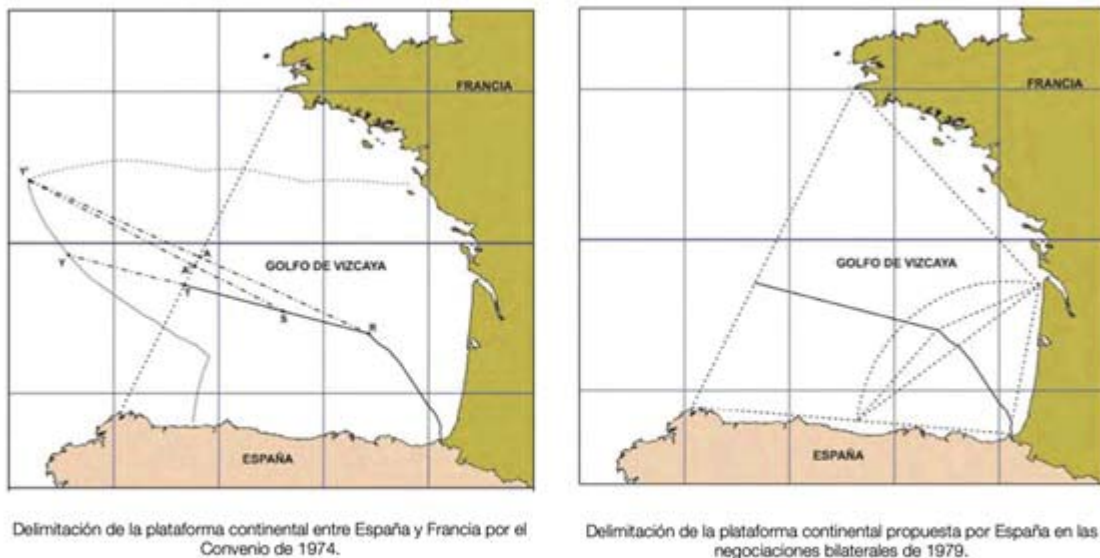 FRANCIA
Y'
A
A'
Y
T
GOLFO DE VIZCAYA
S
R
ESPAÑA
Delimitación de la plataforma continental entre España y Francia por el
Convenio de 1974.
FRANCIA
GOLFO DE VIZCAYA
ESPAÑA
Delimitación de la plataforma continental propuesta por España en las
negociaciones bilaterales de 1979.